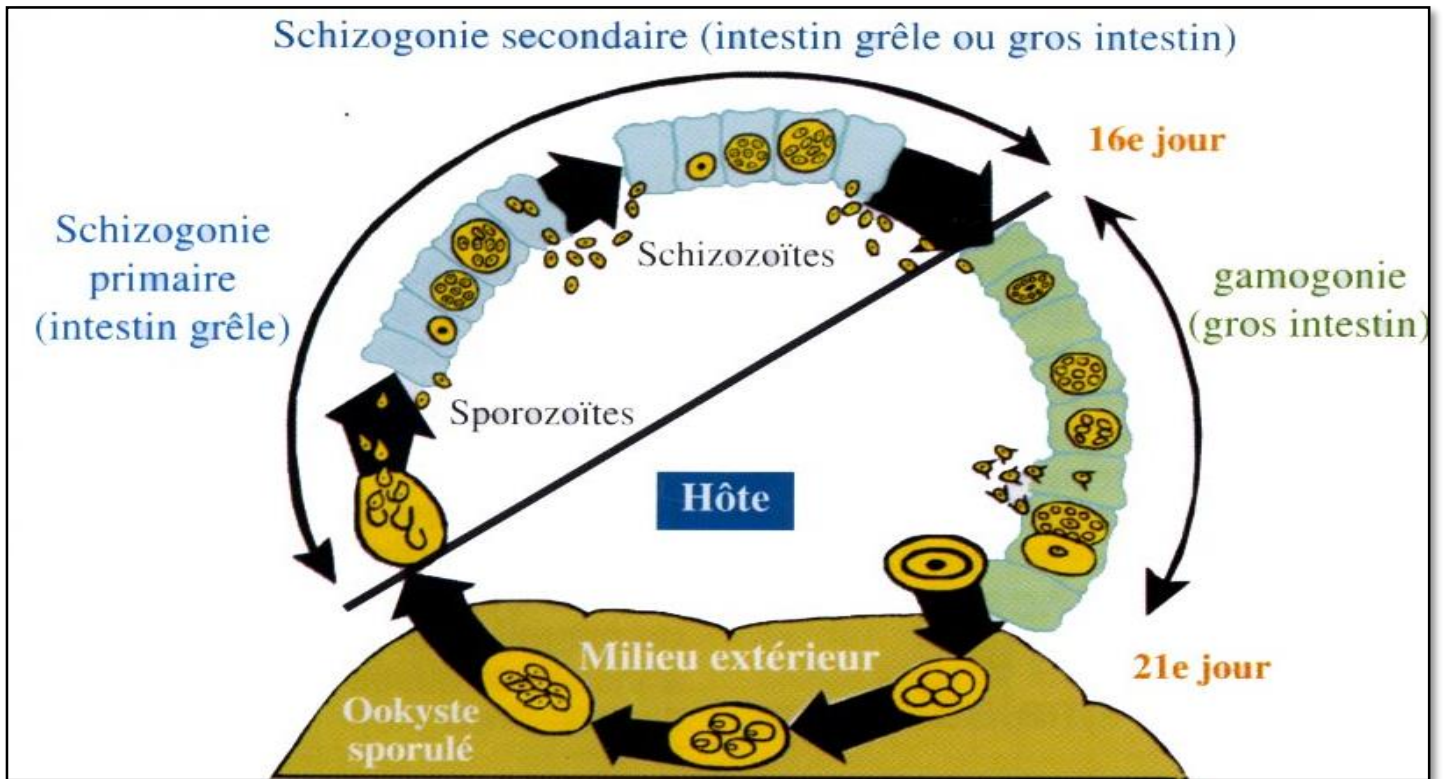 Schizogonie secondaire (intestin grêle ou gros intestin)
16e jour
Schizogonie
primaire
(intestin grêle)
Schizozoïtes
gamogonie
(gros intestin)
Sporozoïtes
Hôte
Milieu extérieur
21e jour
Ookyste
sporulé